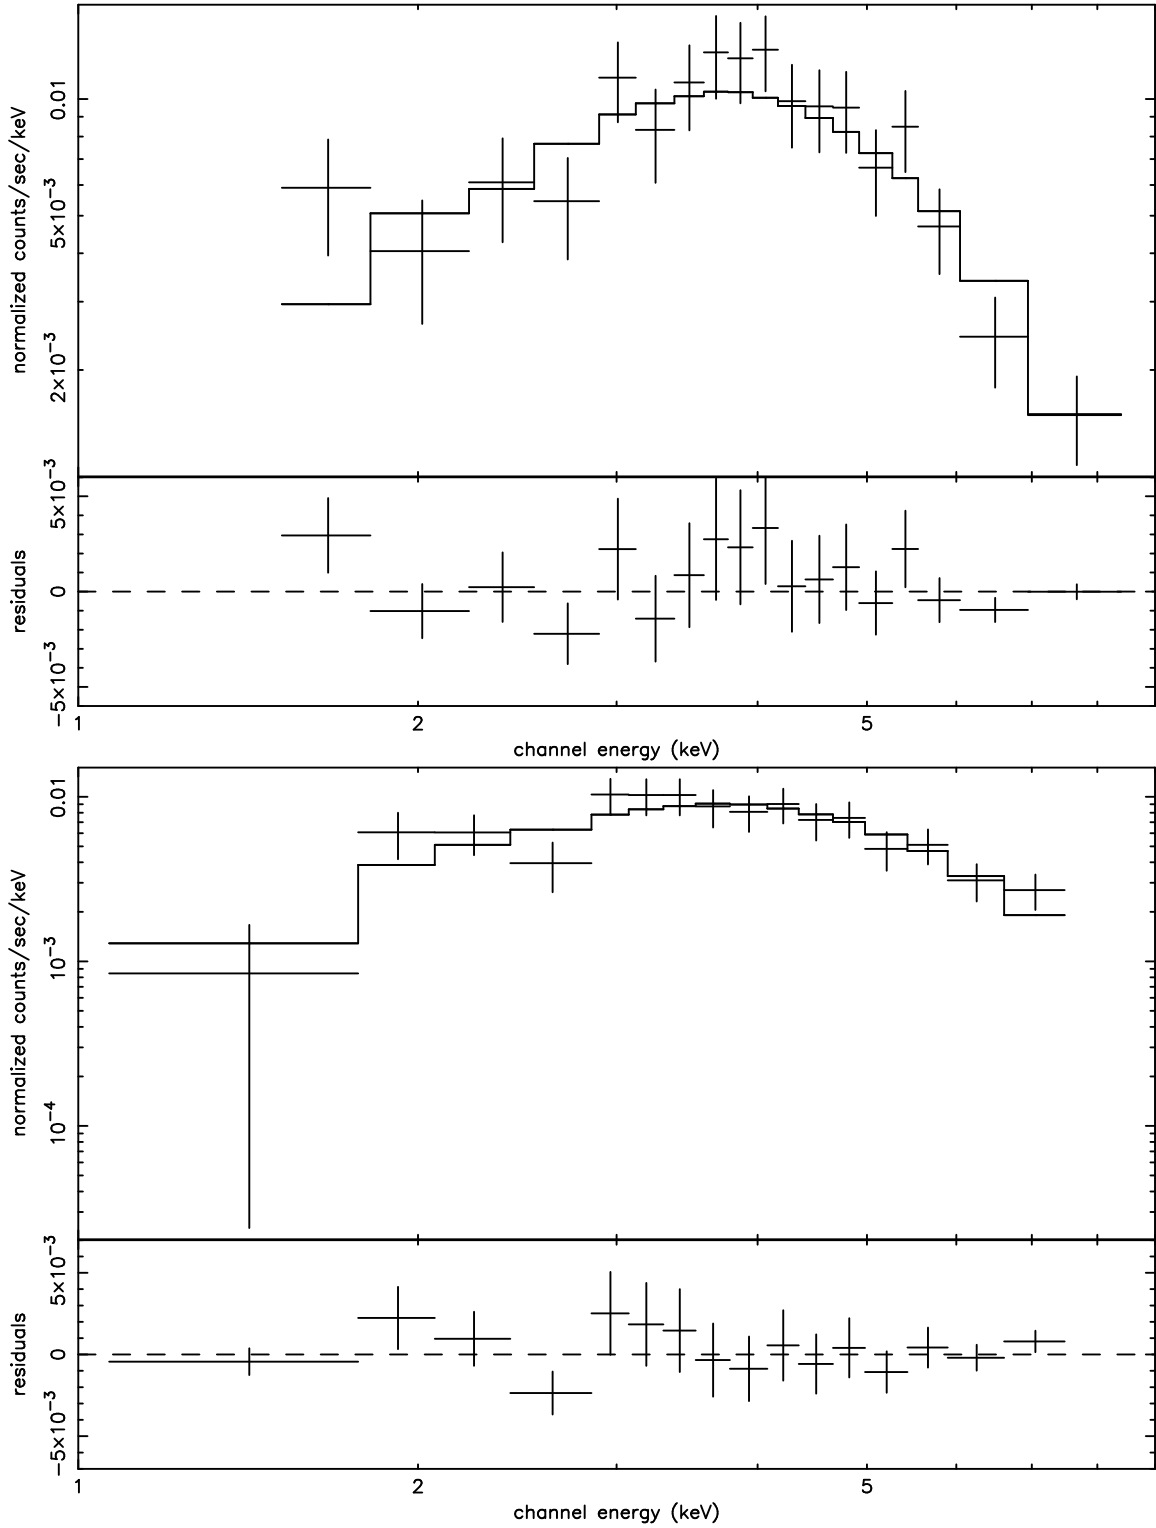 normalized counts/sec/keV
0.01
5×10⁻³
2×10⁻³
residuals
5×10⁻³
0
−5×10⁻³
1 2 5
channel energy (keV)
normalized counts/sec/keV
0.01
10⁻³
10⁻⁴
residuals
5×10⁻³
0
−5×10⁻³
1 2 5
channel energy (keV)